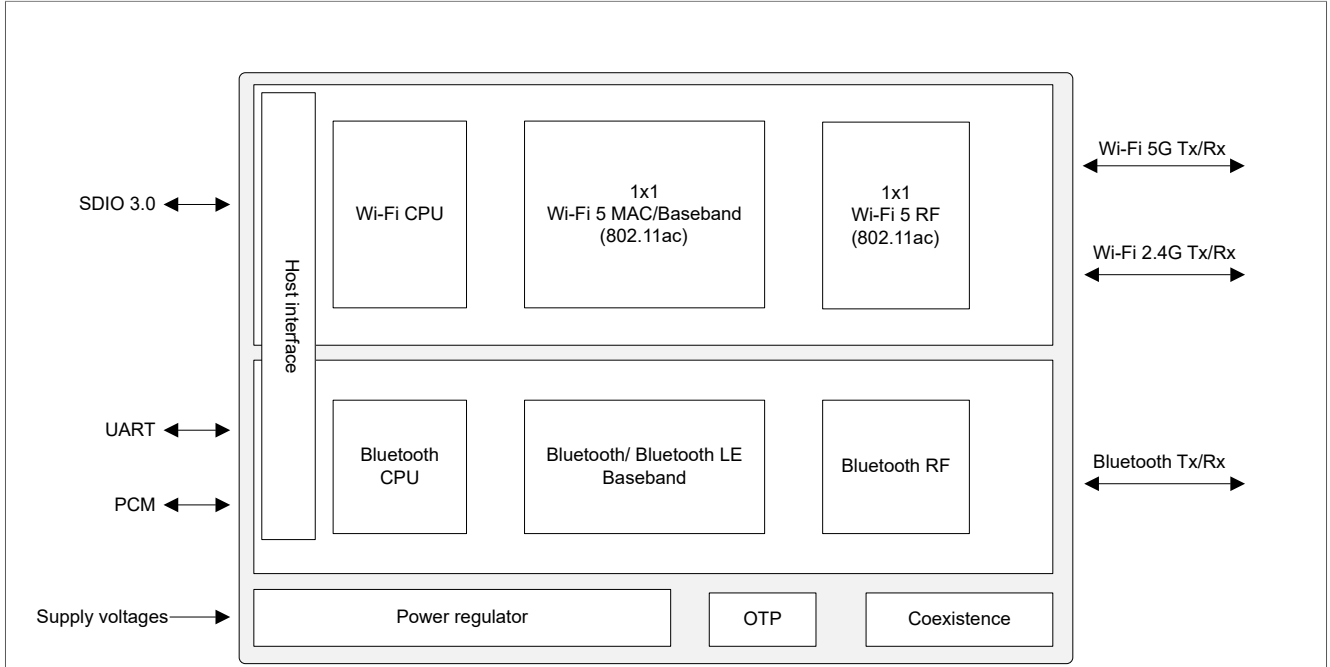 SDIO 3.0
UART
PCM
Supply voltages
Host interface
Wi-Fi CPU
1x1
Wi-Fi 5 MAC/Baseband
(802.11ac)
1x1
Wi-Fi 5 RF
(802.11ac)
Bluetooth
CPU
Bluetooth/ Bluetooth LE
Baseband
Bluetooth RF
Power regulator
OTP
Coexistence
Wi-Fi 5G Tx/Rx
Wi-Fi 2.4G Tx/Rx
Bluetooth Tx/Rx